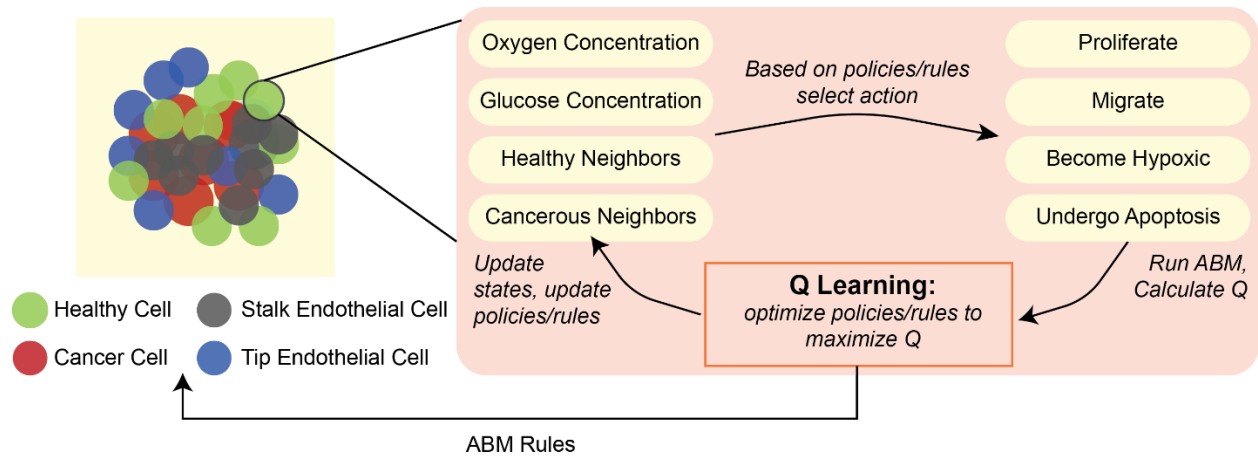 Oxygen Concentration
Glucose Concentration
Healthy Neighbors
Cancerous Neighbors
Based on policies/rules
select action
Proliferate
Migrate
Become Hypoxic
Undergo Apoptosis
Run ABM,
Calculate Q
Q Learning:
optimize policies/rules to
maximize Q
Update
states, update
policies/rules
Healthy Cell
Stalk Endothelial Cell
Cancer Cell
Tip Endothelial Cell
ABM Rules